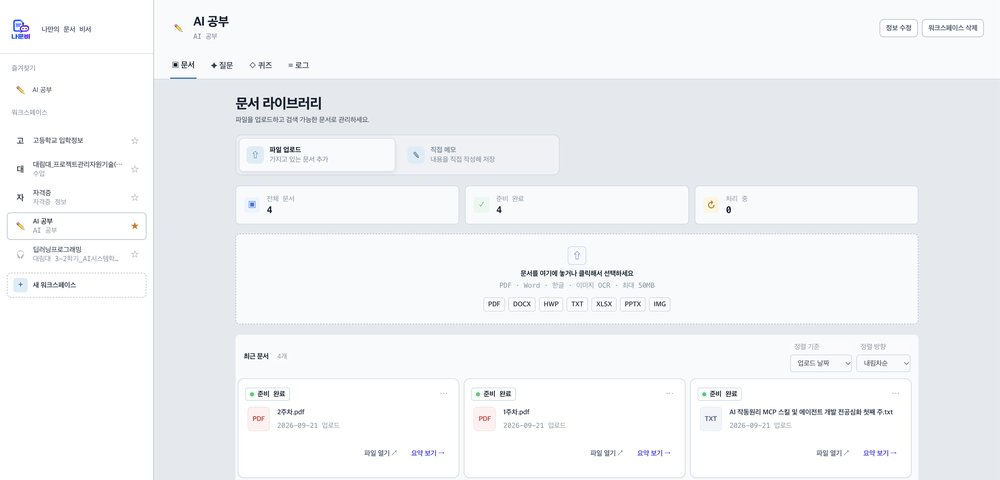 나문비
나만의 문서 비서
즐겨찾기
AI 공부
워크스페이스
고
고등학교 입학정보
대
대림대_프로젝트관리자원기술(…
수업
자
자격증
자격증 정보
AI 공부
AI 공부
딥러닝프로그래밍
대림대 3-2학기_AI시스템학…
+ 새 워크스페이스
AI 공부
AI 공부
정보 수정
워크스페이스 삭제
문서
질문
퀴즈
로그
문서 라이브러리
파일을 업로드하고 검색 가능한 문서로 관리하세요.
파일 업로드
가지고 있는 문서 추가
직접 메모
내용을 직접 작성해 저장
전체 문서
4
준비 완료
4
처리 중
0
문서를 여기에 놓거나 클릭해서 선택하세요
PDF · Word · 한글 · 이미지 OCR · 최대 50MB
PDF
DOCX
HWP
TXT
XLSX
PPTX
IMG
최근 문서 4개
정렬 기준
업로드 날짜
정렬 방향
내림차순
준비 완료
PDF
2주차.pdf
2026-09-21 업로드
파일 열기 ↗
요약 보기 →
준비 완료
PDF
1주차.pdf
2026-09-21 업로드
파일 열기 ↗
요약 보기 →
준비 완료
TXT
AI 작동원리 MCP 스킬 및 에이전트 개발 전공심화 첫째 주.txt
2026-09-21 업로드
파일 열기 ↗
요약 보기 →